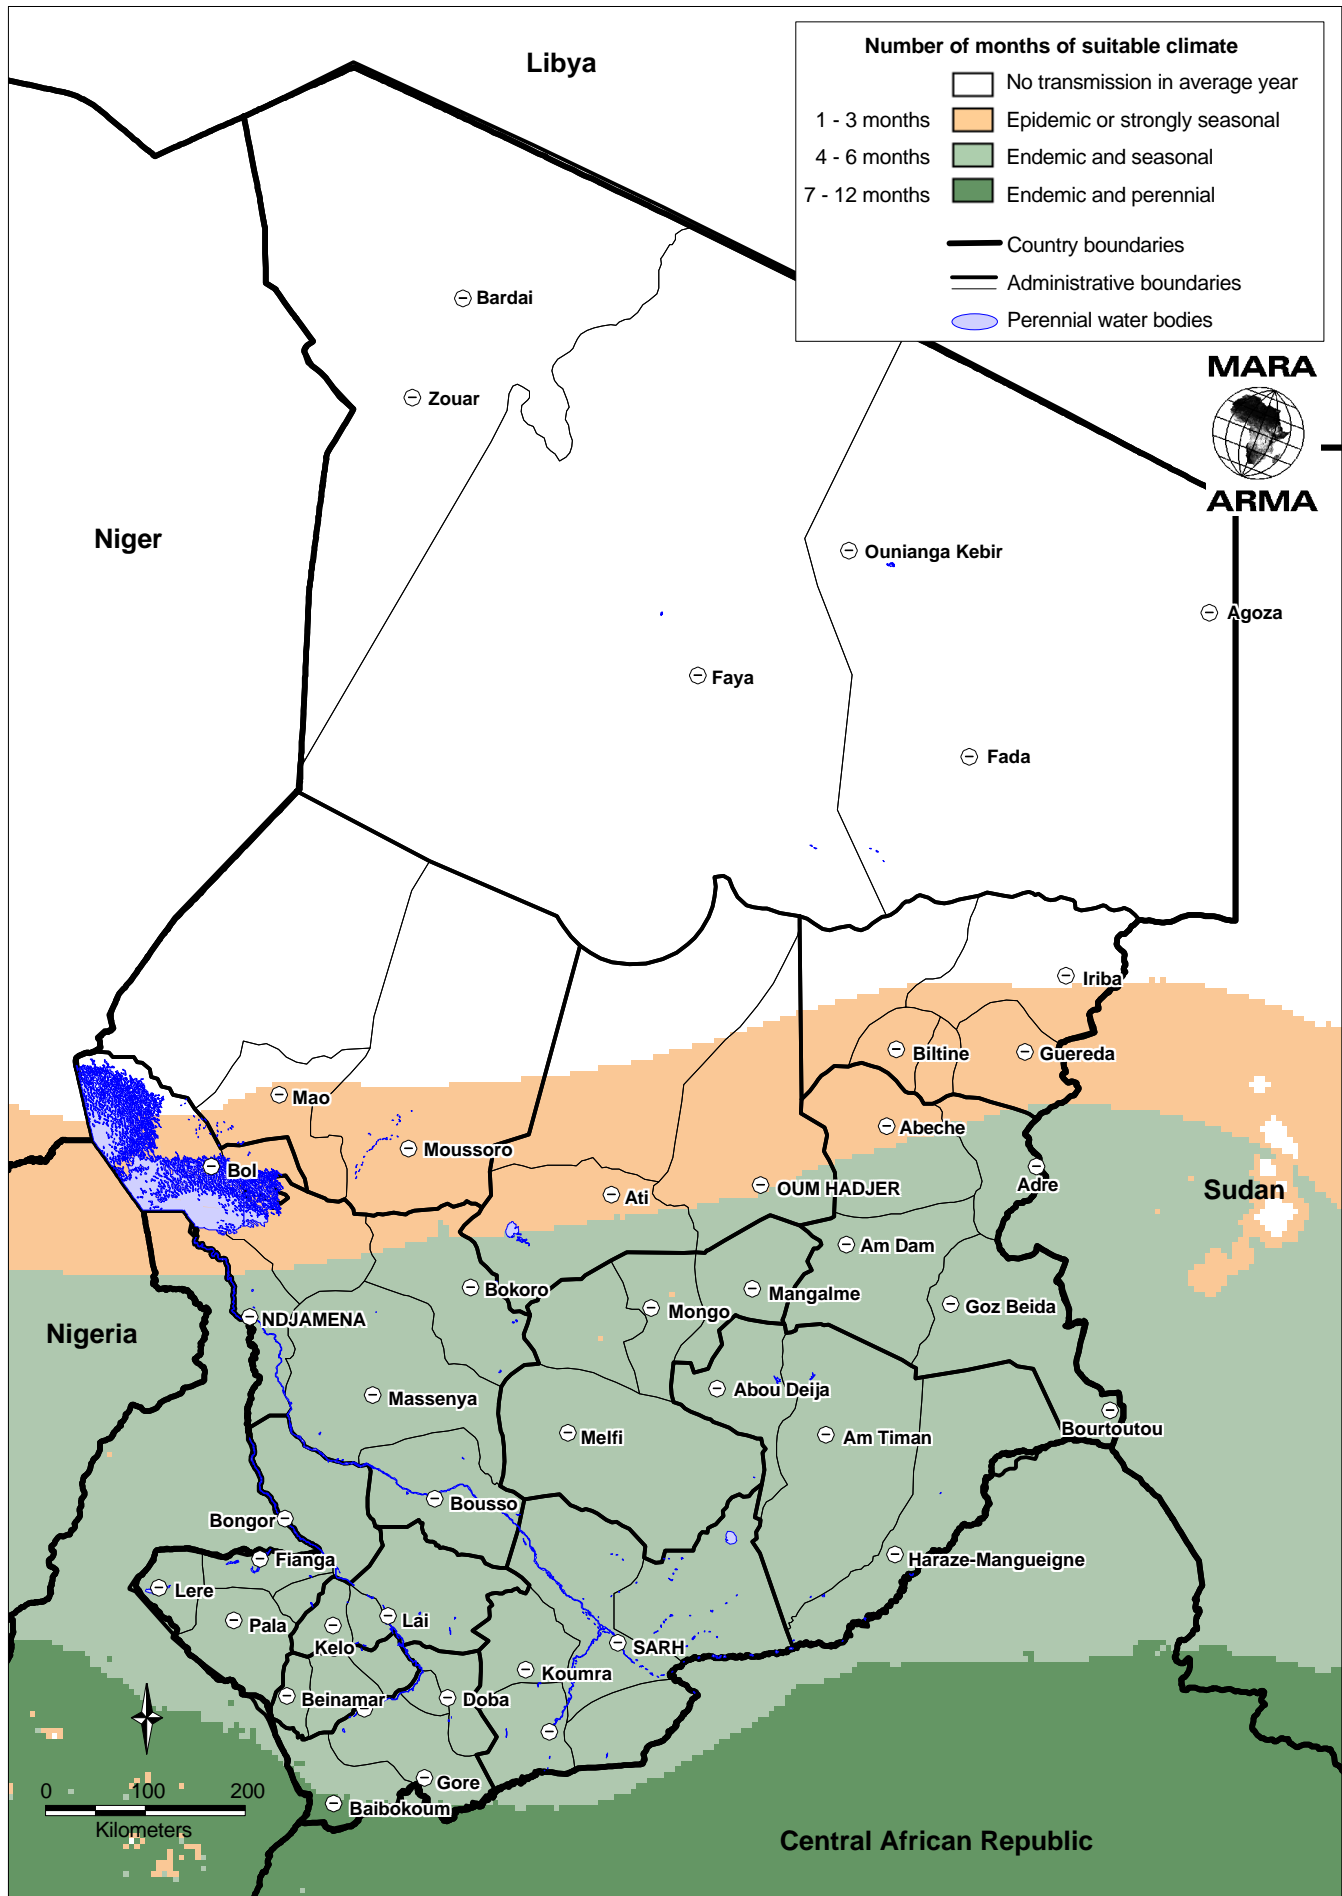 Libya
Number of months of suitable climate
No transmission in average year
1 - 3 months Epidemic or strongly seasonal
4 - 6 months Endemic and seasonal
7 - 12 months Endemic and perennial
Country boundaries
Administrative boundaries
Perennial water bodies
MARA
ARMA
Bardai
Zouar
Niger
Ounianga Kebir
Agoza
Faya
Fada
Iriba
Biltine
Guereda
Mao
Abeche
Moussoro
Bol
Adre
OUM HADJER
Ati
Sudan
Am Dam
Bokoro
Mangalme
Mongo
Goz Beida
NDJAMENA
Nigeria
Massenya
Abou Deija
Melfi
Am Timan
Bourtoutou
Bousso
Bongor
Fianga
Haraze-Mangueigne
Lere
Pala
Lai
Kelo
SARH
Koumra
Beinamar
Doba
Gore
Baibokoum
0 100 200
Kilometers
Central African Republic